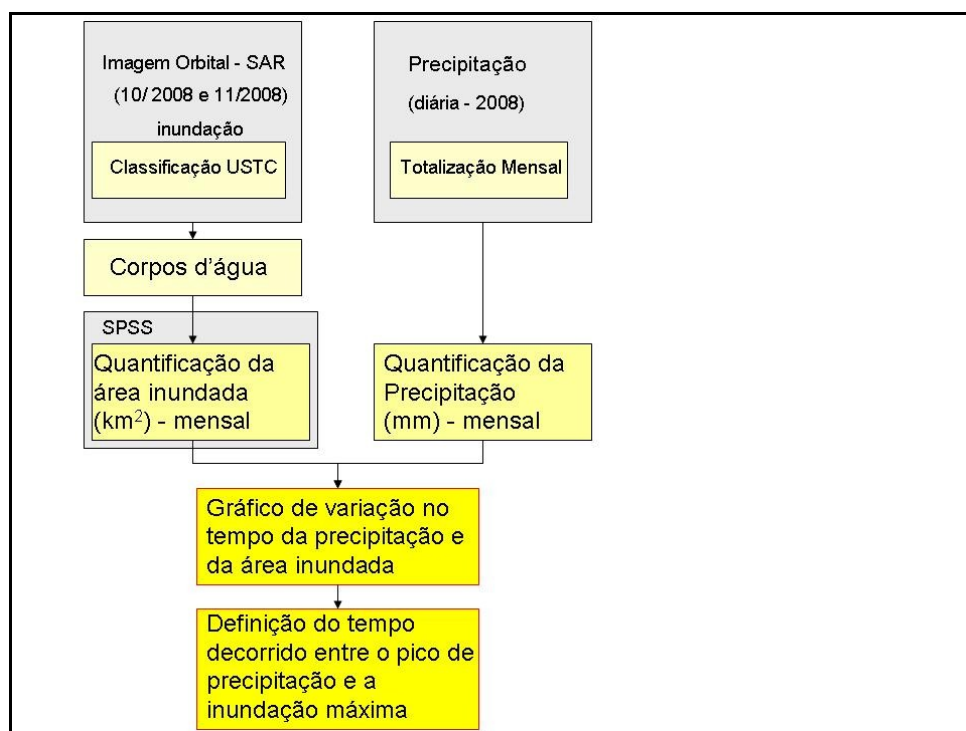 Imagem Orbital - SAR
(10/ 2008 e 11/2008)
inundação
Classificação USTC
Precipitação
(diária - 2008)
Totalização Mensal
Corpos d'água
SPSS
Quantificação da
área inundada
(km²) - mensal
Quantificação da
Precipitação
(mm) - mensal
Gráfico de variação no
tempo da precipitação e
da área inundada
Definição do tempo
decorrido entre o pico de
precipitação e a
inundação máxima